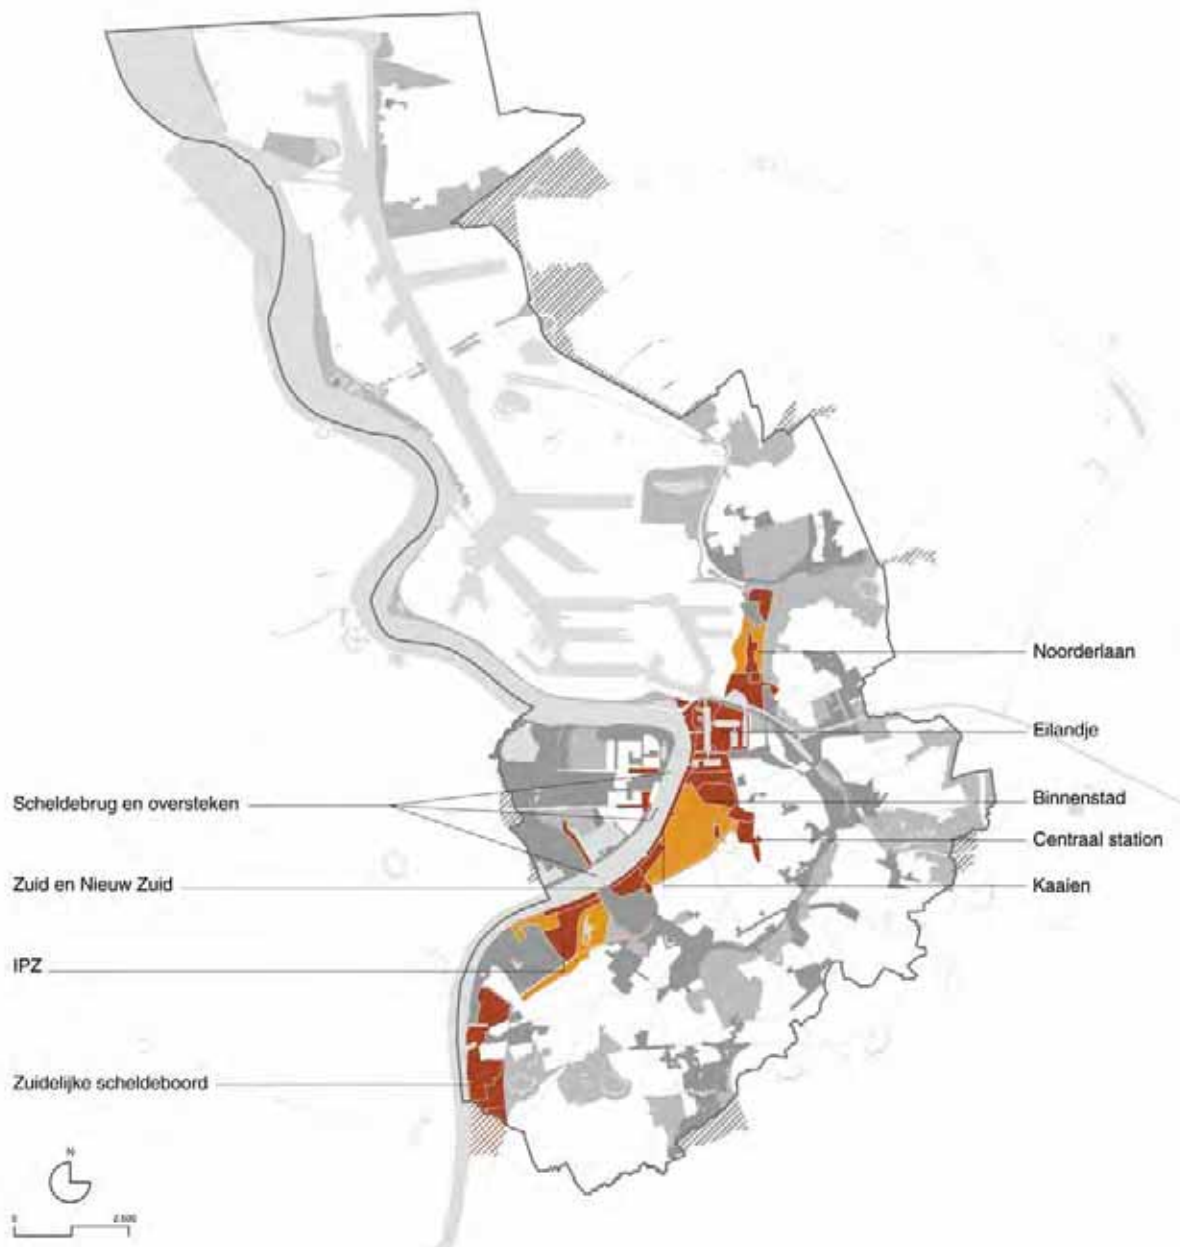 Noorderlaan
Eilandje
Scheldebrug en oversteken
Binnenstad
Centraal station
Zuid en Nieuw Zuid
Kaaien
IPZ
Zuidelijke scheldeboord
N
0 2.500